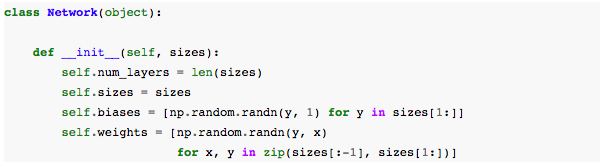 class Network(object):
    def __init__(self, sizes):
        self.num_layers = len(sizes)
        self.sizes = sizes
        self.biases = [np.random.randn(y, 1) for y in sizes[1:]]
        self.weights = [np.random.randn(y, x)
                        for x, y in zip(sizes[:-1], sizes[1:])]